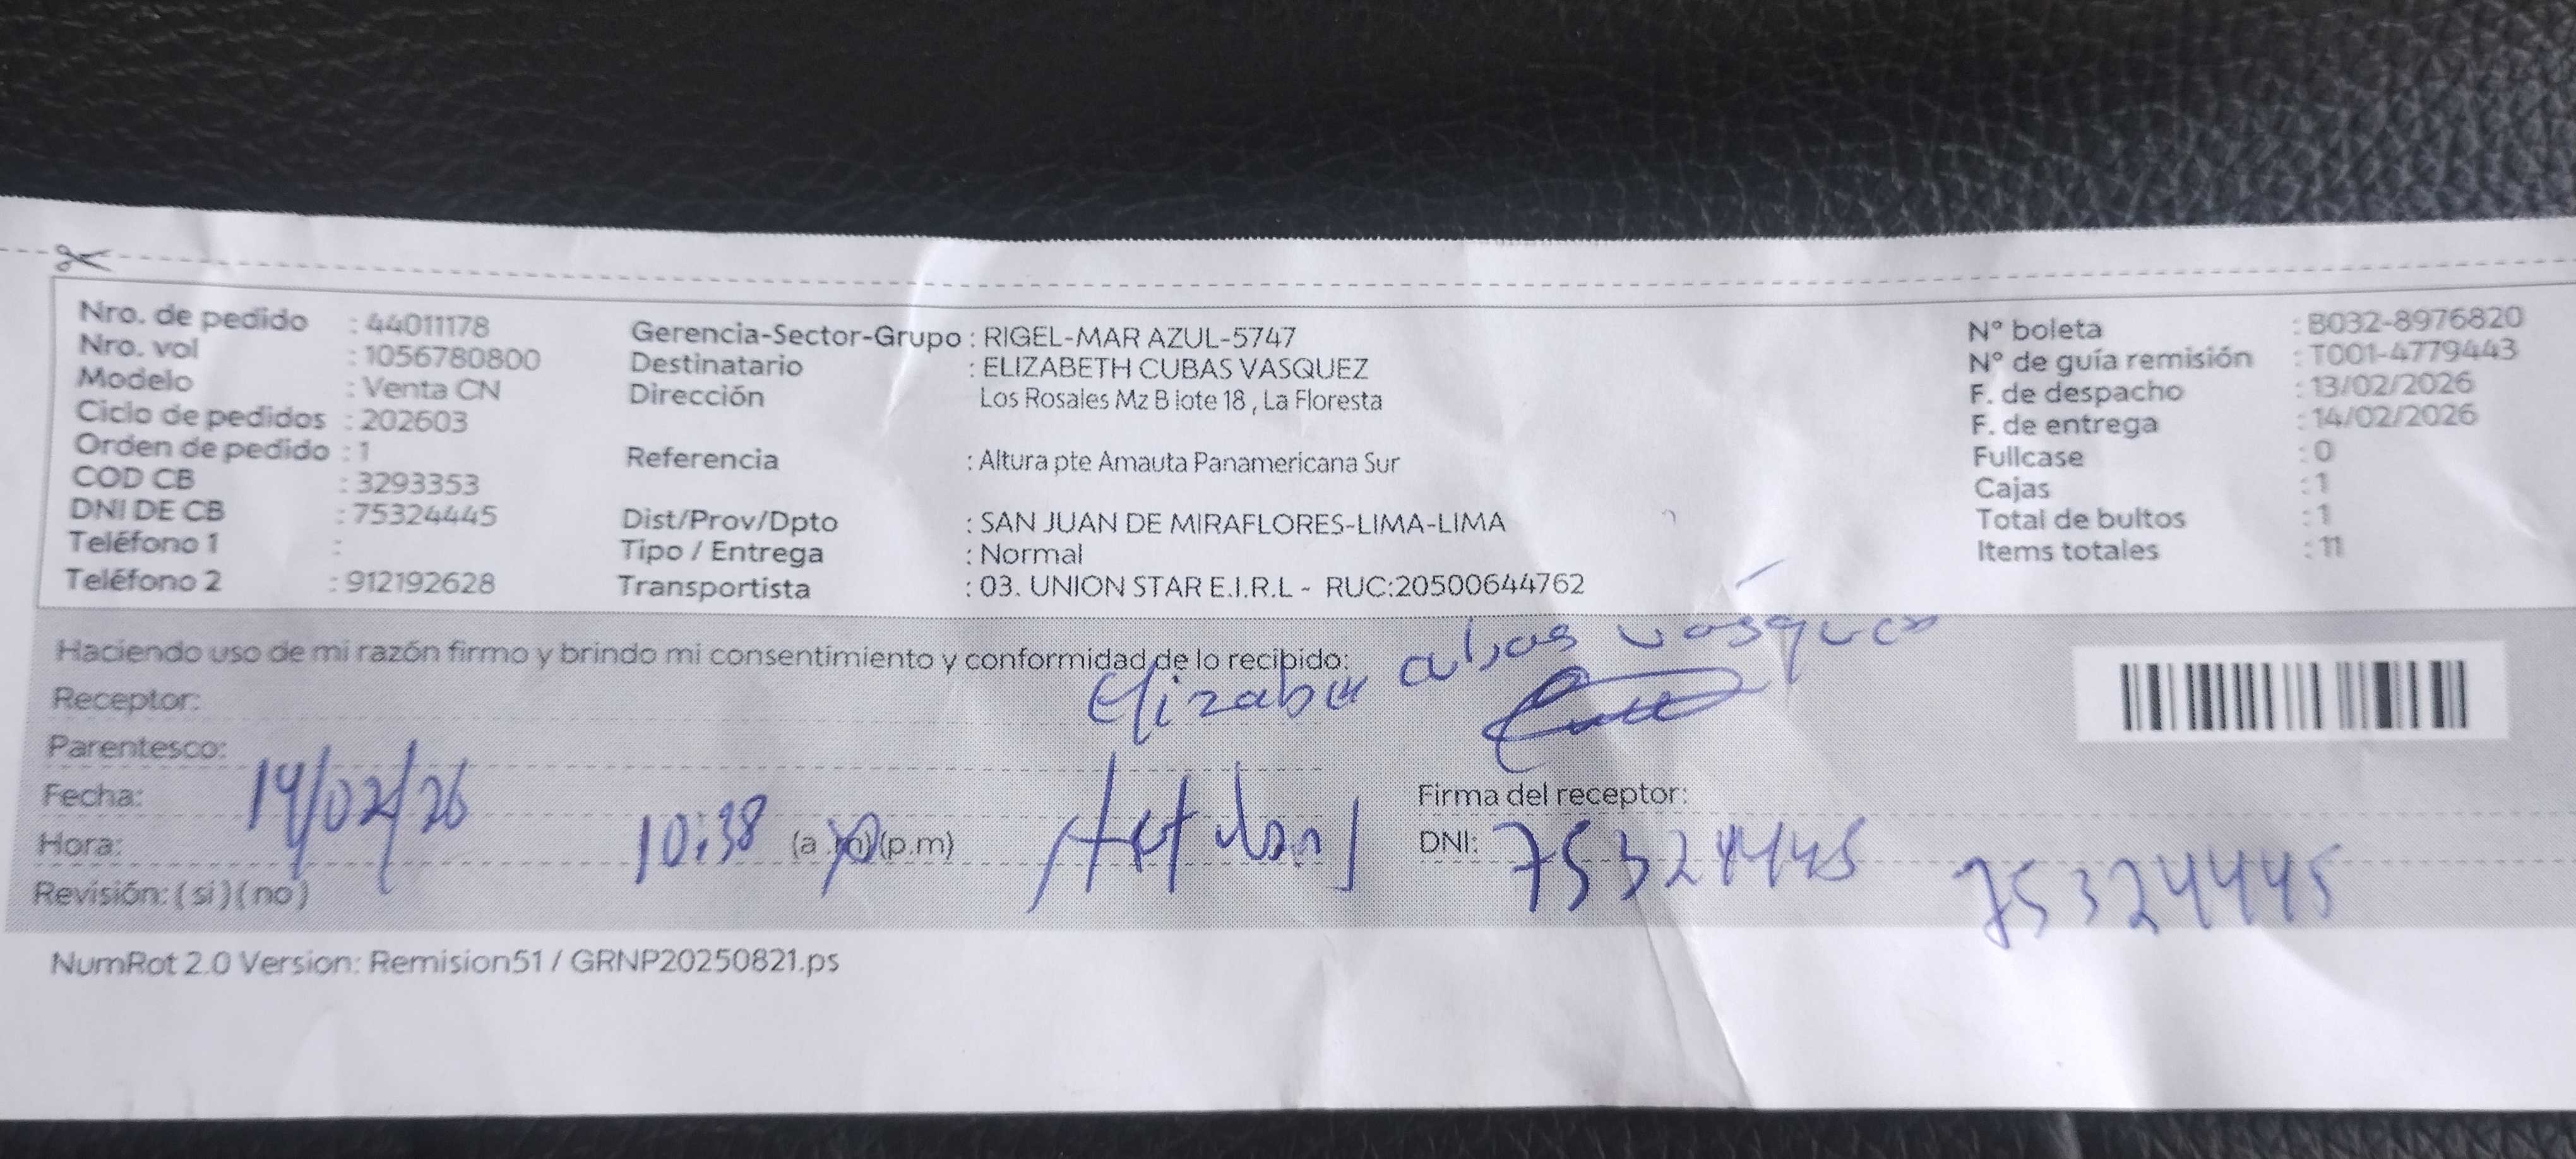 Nro. de pedido : 44011178
Nro. vol : 1056780800
Modelo : Venta CN
Ciclo de pedidos : 202603
Orden de pedido : 1
COD CB : 3293353
DNI DE CB : 75324445
Teléfono 1 :
Teléfono 2 : 912192628
Gerencia-Sector-Grupo : RIGEL-MAR AZUL-5747
Destinatario : ELIZABETH CUBAS VASQUEZ
Dirección Los Rosales Mz B lote 18 , La Floresta
Referencia : Altura pte Amauta Panamericana Sur
Dist/Prov/Dpto : SAN JUAN DE MIRAFLORES-LIMA-LIMA
Tipo / Entrega : Normal
Transportista : 03. UNION STAR E.I.R.L - RUC:20500644762
N° boleta : B032-8976820
N° de guía remisión : T001-4779443
F. de despacho : 13/02/2026
F. de entrega : 14/02/2026
Fullcase : 0
Cajas : 1
Total de bultos : 1
Items totales : 11
Haciendo uso de mi razón firmo y brindo mi consentimiento y conformidad de lo recibido:
Receptor:
Parentesco:
Fecha: 14/02/26
Firma del receptor:
Hora: 10:38 (a .m)(p.m)
DNI: 75324445 75324445
Revisión: ( si ) ( no )
NumRot 2.0 Version: Remision51 / GRNP20250821.ps